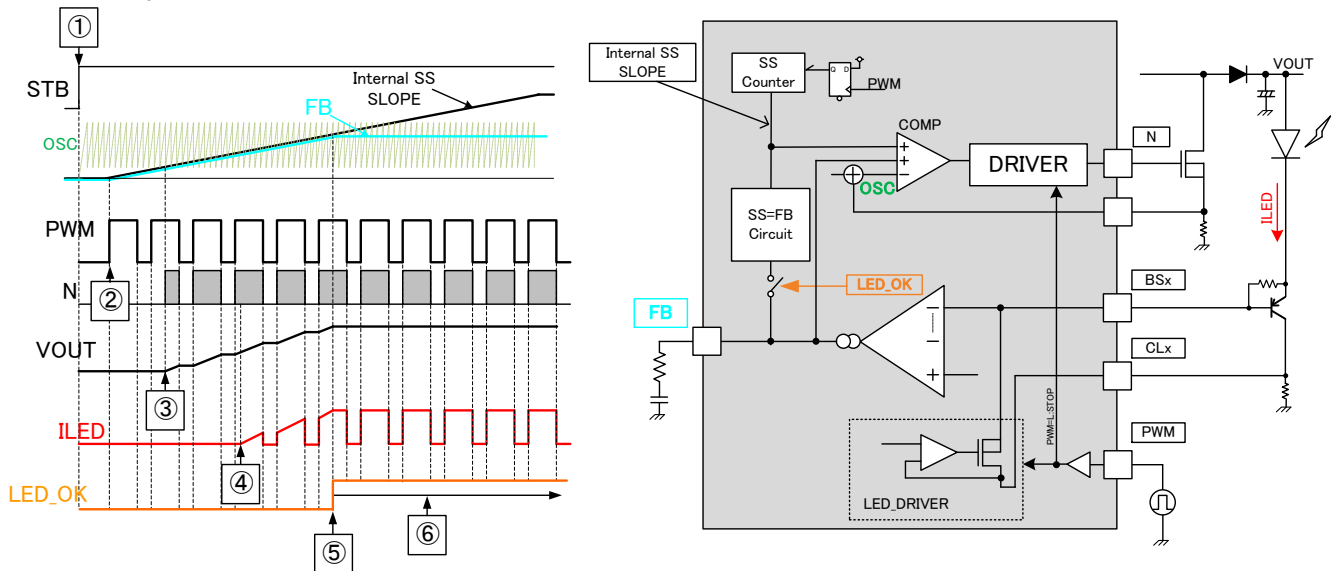 ①
STB
Internal SS
SLOPE
FB
OSC
PWM
②
N
VOUT
③
ILED
④
LED_OK
⑤
⑥
Internal SS
SLOPE
SS
Counter
Q D
PWM
COMP
OSC
DRIVER
N
VOUT
ILED
SS=FB
Circuit
LED_OK
FB
BSx
CLx
PWM
PWM=L:STOP
LED_DRIVER